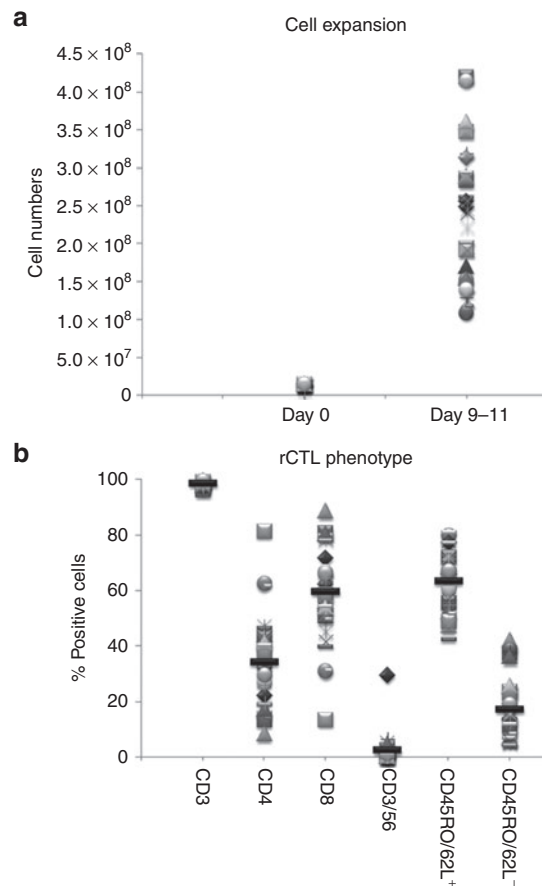 a
Cell expansion
Cell numbers
4.5 × 10⁸
4.0 × 10⁸
3.5 × 10⁸
3.0 × 10⁸
2.5 × 10⁸
2.0 × 10⁸
1.5 × 10⁸
1.0 × 10⁸
5.0 × 10⁷
0
Day 0
Day 9–11
b
rCTL phenotype
% Positive cells
100
80
60
40
20
0
CD3
CD4
CD8
CD3/56
CD45RO/62L⁺
CD45RO/62L⁻